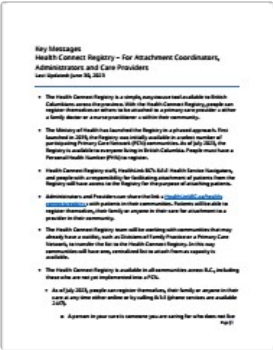 Key Messages
Health Connect Registry – For Attachment Coordinators,
Administrators and Care Providers
Last Updated: June 30, 2023
• The Health Connect Registry is a simple, easy to use tool available to British
Columbians across the province. With the Health Connect Registry, people can
register themselves or others to be attached to a primary care provider – either
a family doctor or a nurse practitioner – within their community.
• The Ministry of Health has launched the Registry in a phased approach. First
launched in 2019, the Registry was initially available in a select number of
participating Primary Care Network (PCN) communities. As of July 2023, the
Registry is available to everyone living in British Columbia. People must have a
Personal Health Number (PHN) to register.
• Health Connect Registry staff, HealthLink BC's 8-1-1 Health Service Navigators,
and people with responsibility for facilitating attachment of patients from the
Registry will have access to the Registry for the purpose of attaching patients.
• Administrators and Providers can share the link to
with patients in their communities. Patients will be able to
register themselves, their family or anyone in their care for attachment to a
provider in their community.
• The Health Connect Registry team will be working with communities that may
already have a waitlist, such as Divisions of Family Practice or a Primary Care
Network, to transfer the list to the Health Connect Registry. In this way
communities will have one, centralized list to attach from as capacity is
available.
• The Health Connect Registry is available in all communities across B.C., including
those who are not yet implemented into a PCN.
• As of July 2023, people can register themselves, their family or anyone in their
care at any time either online or by calling 8-1-1 (phone services are available
24/7).
o A person in your care is someone you are caring for who does not live